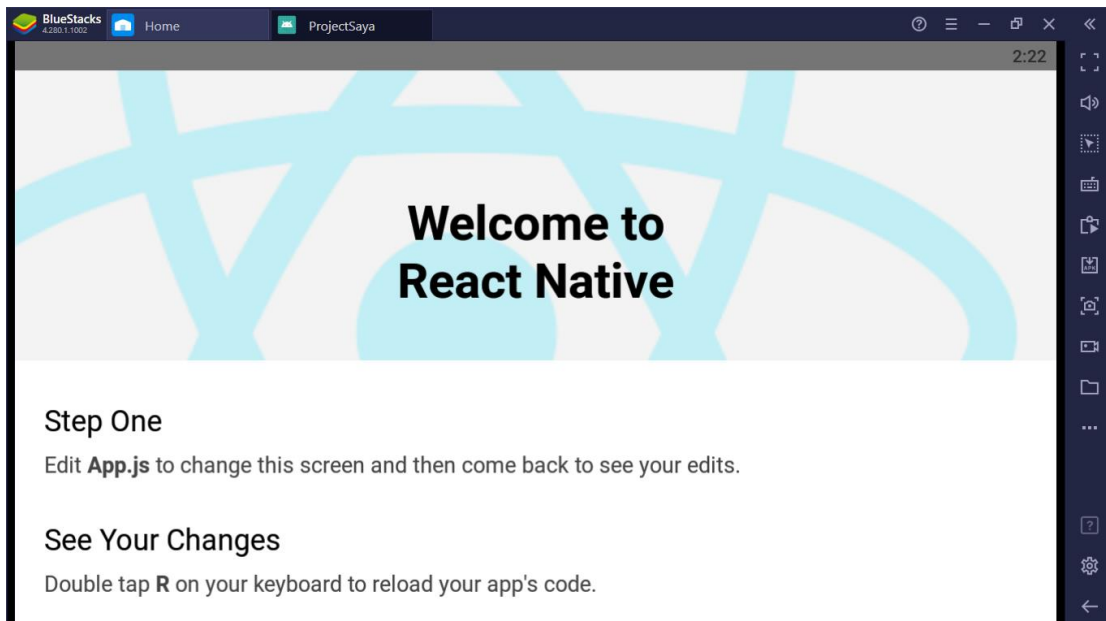 BlueStacks
4.280.1.1002
Home
ProjectSaya
2:22
Welcome to
React Native
Step One
Edit App.js to change this screen and then come back to see your edits.
See Your Changes
Double tap R on your keyboard to reload your app's code.
APK